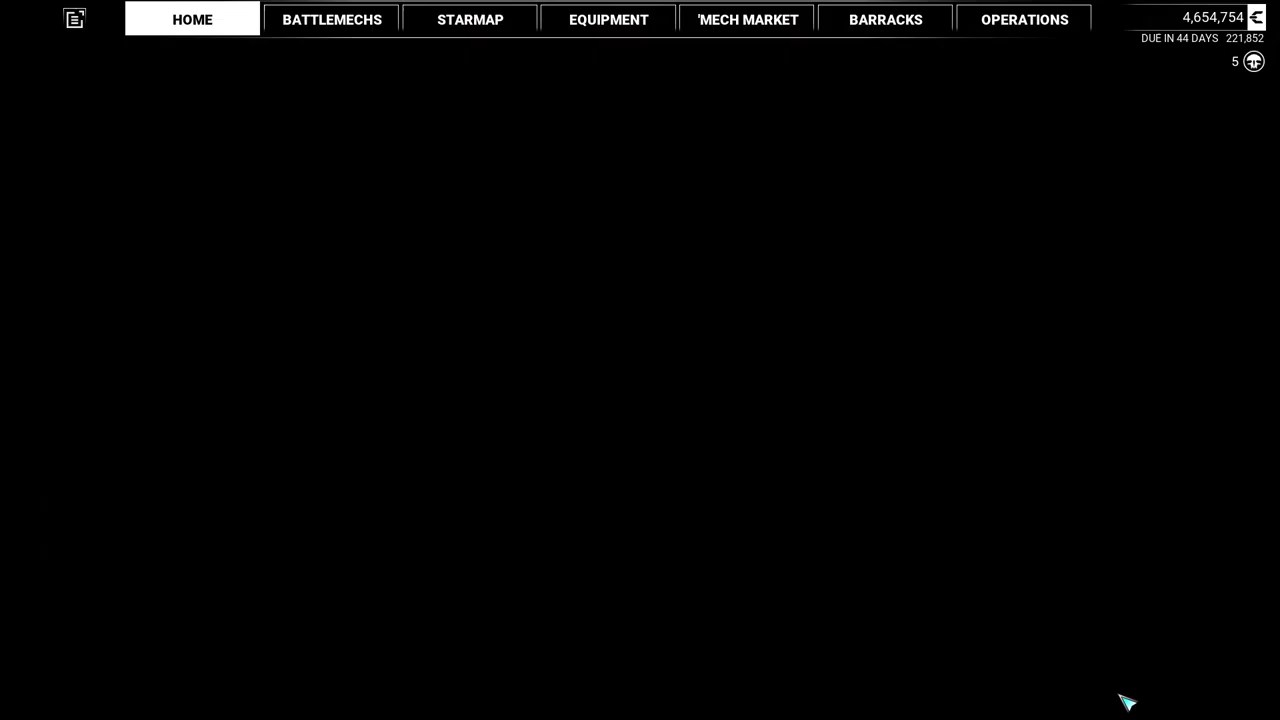 HOME
BATTLEMECHS
STARMAP
EQUIPMENT
'MECH MARKET
BARRACKS
OPERATIONS
4,654,754
DUE IN 44 DAYS 221,852
5